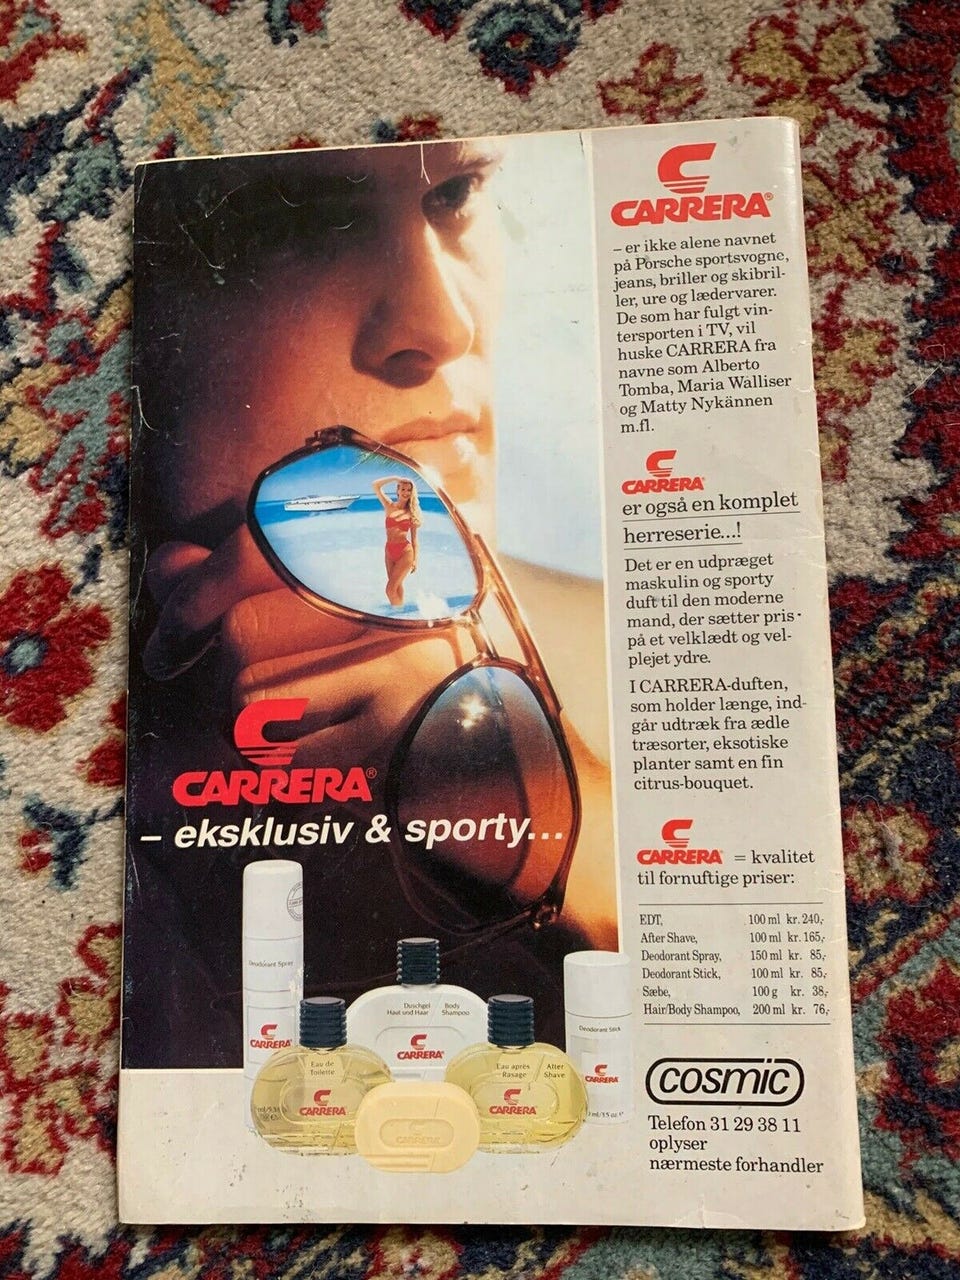 CARRERA®
– er ikke alene navnet
på Porsche sportsvogne,
jeans, briller og skibril-
ler, ure og lædervarer.
De som har fulgt vin-
tersporten i TV, vil
huske CARRERA fra
navne som Alberto
Tomba, Maria Walliser
og Matty Nykännen
m.fl.
CARRERA
er også en komplet
herreserie...!
Det er en udpræget
maskulin og sporty
duft til den moderne
mand, der sætter pris
på et velklædt og vel-
plejet ydre.
I CARRERA-duften,
som holder længe, ind-
går udtræk fra ædle
træsorter, eksotiske
planter samt en fin
citrus-bouquet.
CARRERA = kvalitet
til fornuftige priser:
EDT, 100 ml kr. 240,-
After Shave, 100 ml kr. 165,-
Deodorant Spray, 150 ml kr. 85,-
Deodorant Stick, 100 ml kr. 85,-
Sæbe, 100 g kr. 38,-
Hair/Body Shampoo, 200 ml kr. 76,-
cosmic
Telefon 31 29 38 11
oplyser
nærmeste forhandler
CARRERA®
– eksklusiv & sporty...
Deodorant Spray
CARRERA
Eau de
Toilette
CARRERA
Duschgel Body
Haut und Haar Shampoo
CARRERA
CARRERA
Eau après After
Rasage Shave
CARRERA
Deodorant Stick
CARRERA